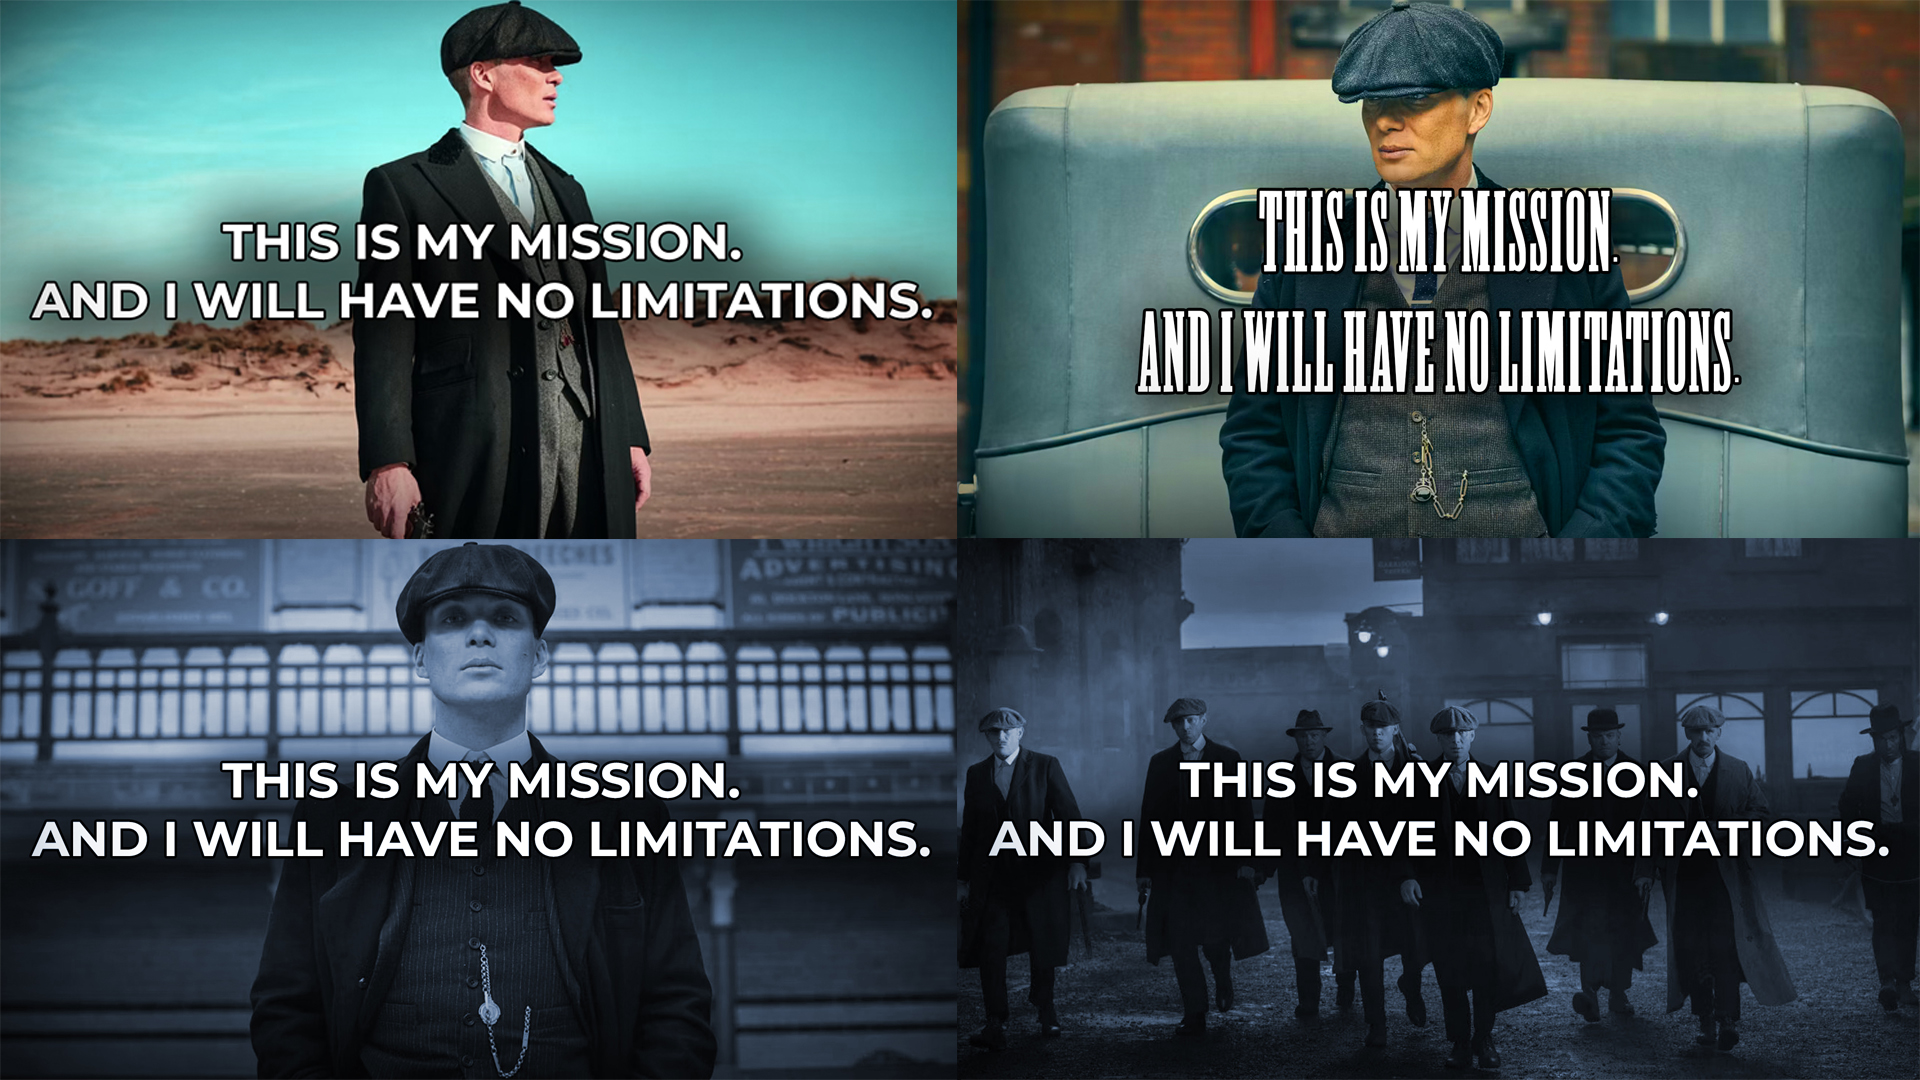 THIS IS MY MISSION.
AND I WILL HAVE NO LIMITATIONS.
THIS IS MY MISSION.
AND I WILL HAVE NO LIMITATIONS.
GOFF & CO.
ADVERTISING
PUBLICI
THIS IS MY MISSION.
AND I WILL HAVE NO LIMITATIONS.
THIS IS MY MISSION.
AND I WILL HAVE NO LIMITATIONS.